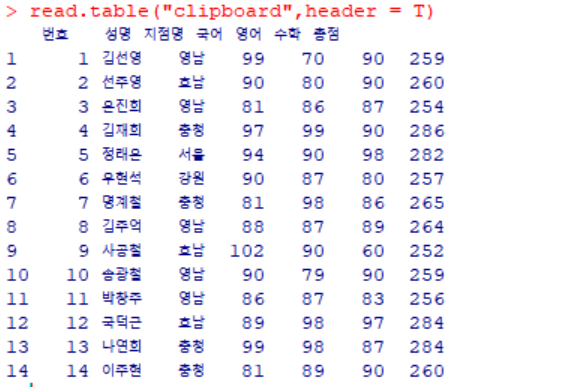 > read.table("clipboard",header = T)
번호 성명 지점명 국어 영어 수학 총점
1 1 김선영 영남 99 70 90 259
2 2 선주영 호남 90 80 90 260
3 3 은진희 영남 81 86 87 254
4 4 김재희 충청 97 99 90 286
5 5 정래은 서울 94 90 98 282
6 6 우현석 강원 90 87 80 257
7 7 명계철 충청 81 98 86 265
8 8 김주억 영남 88 87 89 264
9 9 사공철 호남 102 90 60 252
10 10 송광철 영남 90 79 90 259
11 11 박창주 영남 86 87 83 256
12 12 국덕근 호남 89 98 97 284
13 13 나연희 충청 99 98 87 284
14 14 이주현 충청 81 89 90 260